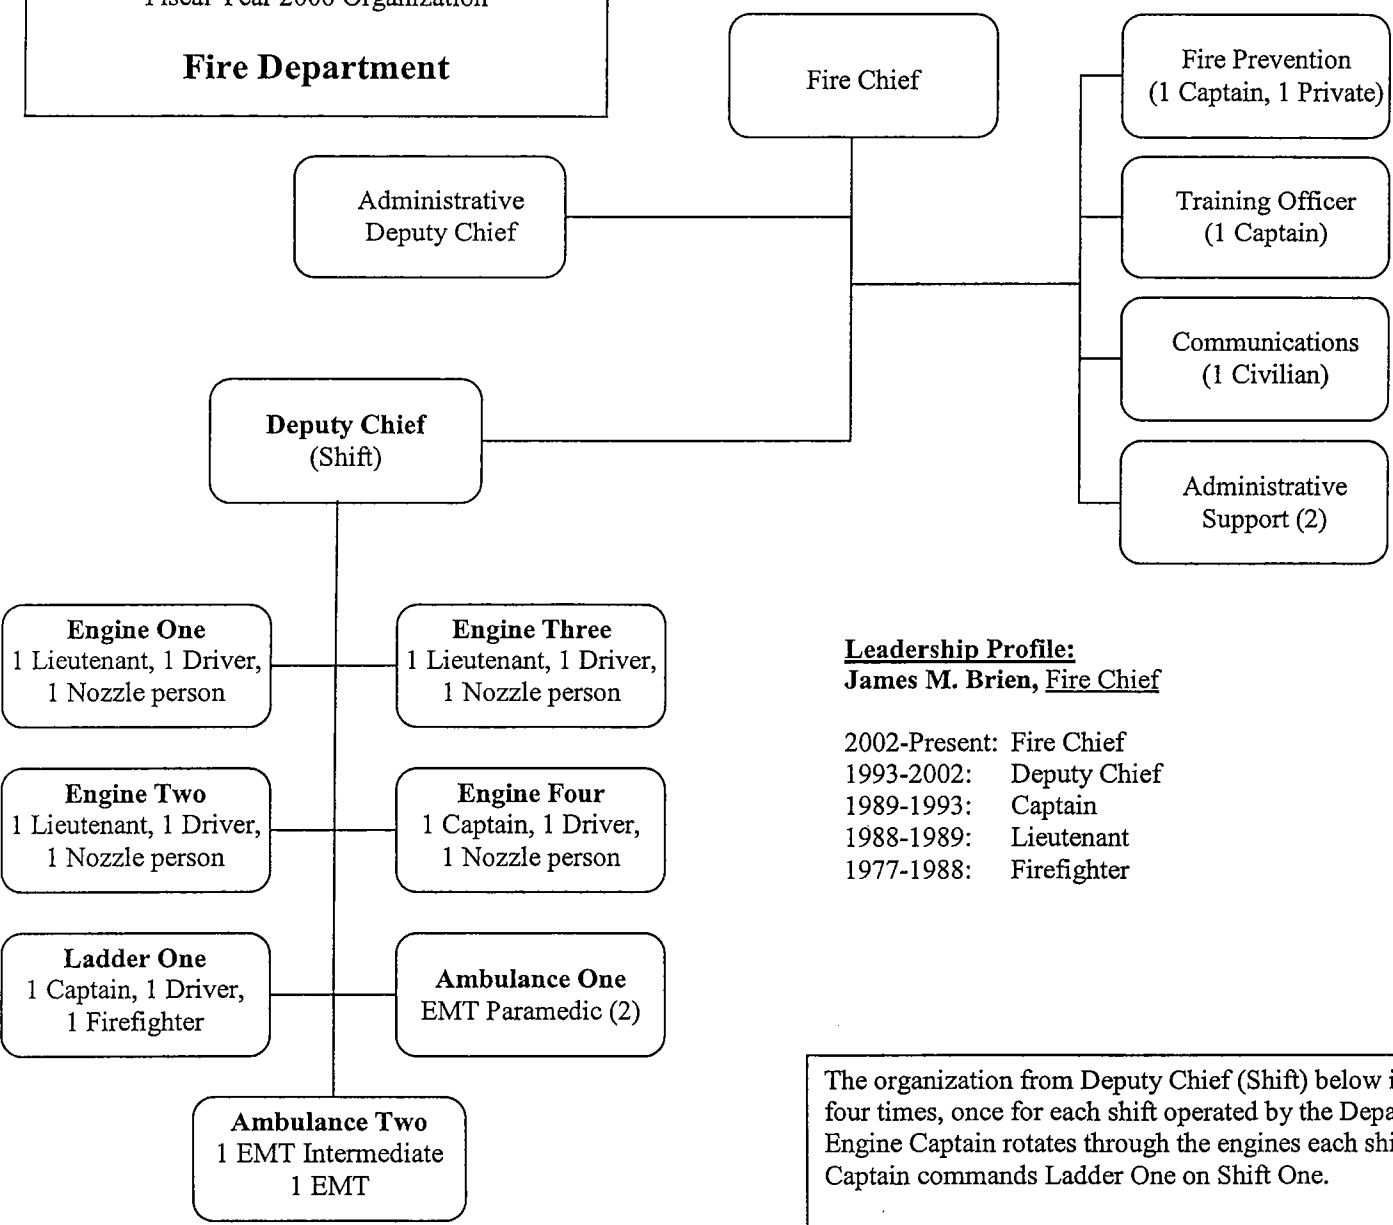 Fiscal Year 2006 Organization
Fire Department
Fire Chief
Fire Prevention
(1 Captain, 1 Private)
Administrative
Deputy Chief
Training Officer
(1 Captain)
Communications
(1 Civilian)
Deputy Chief
(Shift)
Administrative
Support (2)
Engine One
1 Lieutenant, 1 Driver,
1 Nozzle person
Engine Three
1 Lieutenant, 1 Driver,
1 Nozzle person
Leadership Profile:
James M. Brien, Fire Chief
2002-Present: Fire Chief
1993-2002: Deputy Chief
1989-1993: Captain
1988-1989: Lieutenant
1977-1988: Firefighter
Engine Two
1 Lieutenant, 1 Driver,
1 Nozzle person
Engine Four
1 Captain, 1 Driver,
1 Nozzle person
Ladder One
1 Captain, 1 Driver,
1 Firefighter
Ambulance One
EMT Paramedic (2)
Ambulance Two
1 EMT Intermediate
1 EMT
The organization from Deputy Chief (Shift) below i
four times, once for each shift operated by the Depa
Engine Captain rotates through the engines each shi
Captain commands Ladder One on Shift One.